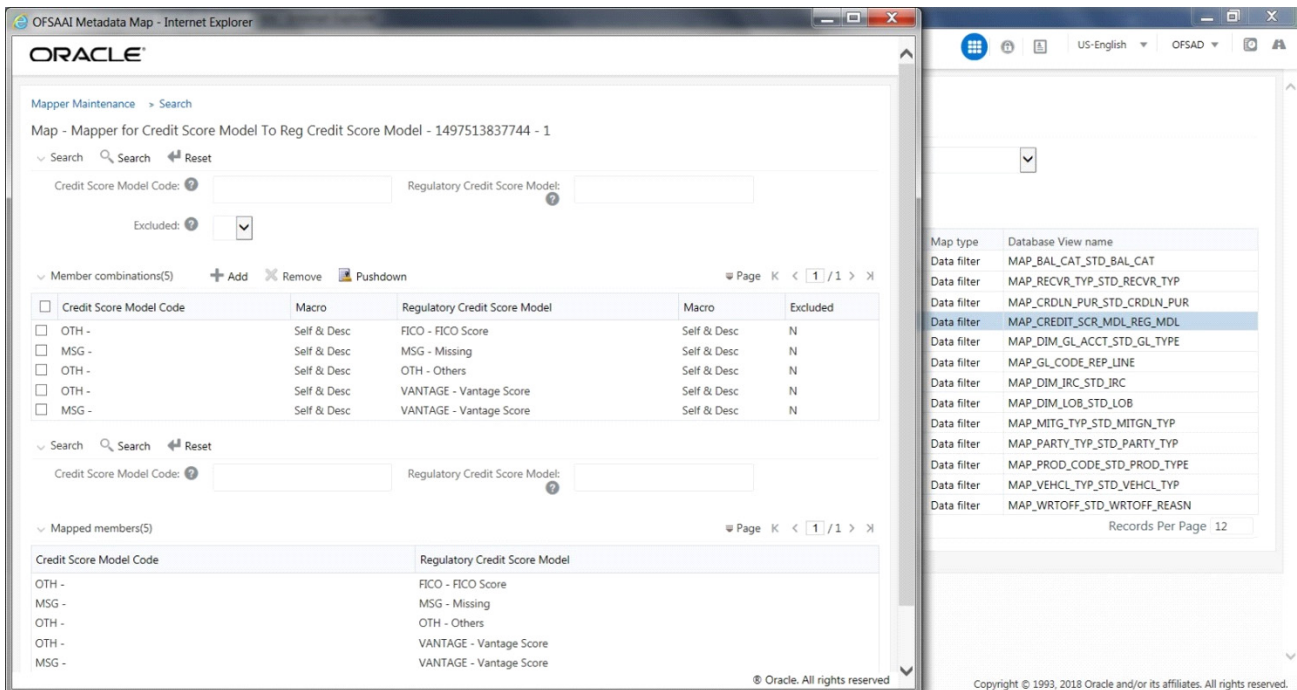 OFSAAI Metadata Map - Internet Explorer
ORACLE
US-English
OFSAD
Mapper Maintenance > Search
Map - Mapper for Credit Score Model To Reg Credit Score Model - 1497513837744 - 1
Search Search Reset
Credit Score Model Code: Regulatory Credit Score Model:
Excluded:
Member combinations(5) Add Remove Pushdown Page 1 / 1
Credit Score Model Code Macro Regulatory Credit Score Model Macro Excluded
OTH - Self & Desc FICO - FICO Score Self & Desc N
MSG - Self & Desc MSG - Missing Self & Desc N
OTH - Self & Desc OTH - Others Self & Desc N
OTH - Self & Desc VANTAGE - Vantage Score Self & Desc N
MSG - Self & Desc VANTAGE - Vantage Score Self & Desc N
Search Search Reset
Credit Score Model Code: Regulatory Credit Score Model:
Mapped members(5) Page 1 / 1
Credit Score Model Code Regulatory Credit Score Model
OTH - FICO - FICO Score
MSG - MSG - Missing
OTH - OTH - Others
OTH - VANTAGE - Vantage Score
MSG - VANTAGE - Vantage Score
® Oracle. All rights reserved
Map type Database View name
Data filter MAP_BAL_CAT_STD_BAL_CAT
Data filter MAP_RECVR_TYP_STD_RECVR_TYP
Data filter MAP_CRDLN_PUR_STD_CRDLN_PUR
Data filter MAP_CREDIT_SCR_MDL_REG_MDL
Data filter MAP_DIM_GL_ACCT_STD_GL_TYPE
Data filter MAP_GL_CODE_REP_LINE
Data filter MAP_DIM_IRC_STD_IRC
Data filter MAP_DIM_LOB_STD_LOB
Data filter MAP_MITG_TYP_STD_MITGN_TYP
Data filter MAP_PARTY_TYP_STD_PARTY_TYP
Data filter MAP_PROD_CODE_STD_PROD_TYPE
Data filter MAP_VEHCL_TYP_STD_VEHCL_TYP
Data filter MAP_WRTOFF_STD_WRTOFF_REASN
Records Per Page 12
Copyright © 1993, 2018 Oracle and/or its affiliates. All rights reserved.